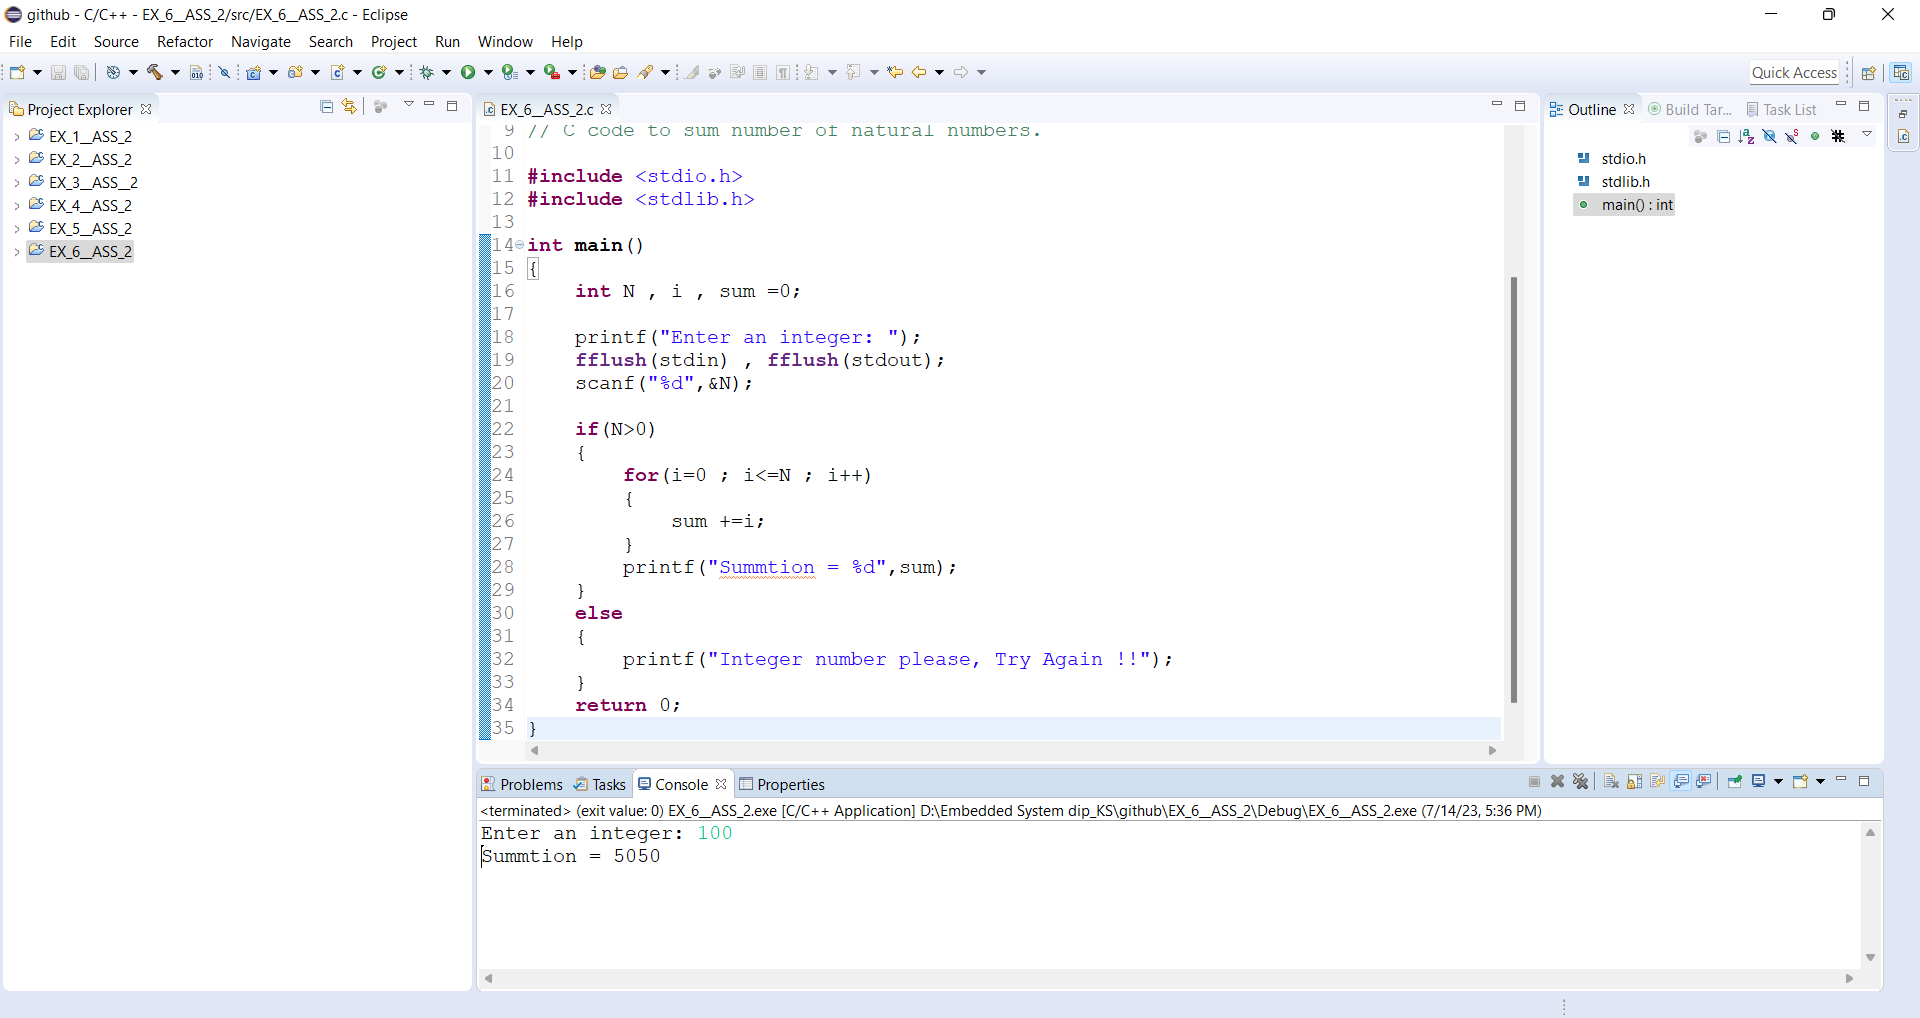 github - C/C++ - EX_6__ASS_2/src/EX_6__ASS_2.c - Eclipse
File Edit Source Refactor Navigate Search Project Run Window Help
Quick Access
Project Explorer
EX_1__ASS_2
EX_2__ASS_2
EX_3__ASS__2
EX_4__ASS_2
EX_5__ASS_2
EX_6__ASS_2
EX_6__ASS_2.c
9 // C code to sum number of natural numbers.
10
11 #include <stdio.h>
12 #include <stdlib.h>
13
14 int main()
15 {
16     int N , i , sum =0;
17
18     printf("Enter an integer: ");
19     fflush(stdin) , fflush(stdout);
20     scanf("%d",&N);
21
22     if(N>0)
23     {
24         for(i=0 ; i<=N ; i++)
25         {
26             sum +=i;
27         }
28         printf("Summtion = %d",sum);
29     }
30     else
31     {
32         printf("Integer number please, Try Again !!");
33     }
34     return 0;
35 }
Outline Build Tar... Task List
stdio.h
stdlib.h
main() : int
Problems Tasks Console Properties
<terminated> (exit value: 0) EX_6__ASS_2.exe [C/C++ Application] D:\Embedded System dip_KS\github\EX_6__ASS_2\Debug\EX_6__ASS_2.exe (7/14/23, 5:36 PM)
Enter an integer: 100
Summtion = 5050